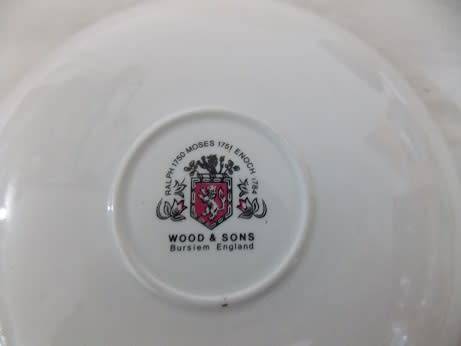 RALPH 1750 MOSES 1751 ENOCH 1784
WOOD & SONS
Burslem England